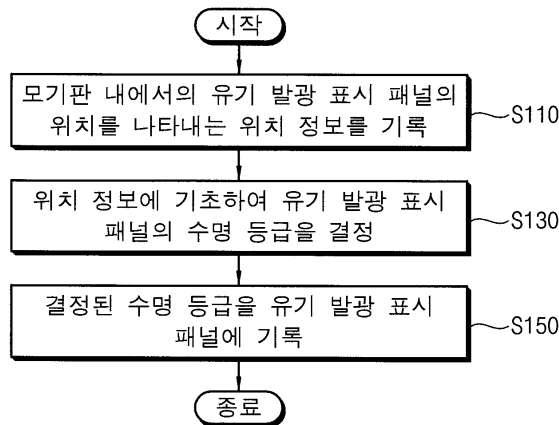 시작
모기판 내에서의 유기 발광 표시 패널의
위치를 나타내는 위치 정보를 기록
S110
위치 정보에 기초하여 유기 발광 표시
패널의 수명 등급을 결정
S130
결정된 수명 등급을 유기 발광 표시
패널에 기록
S150
종료